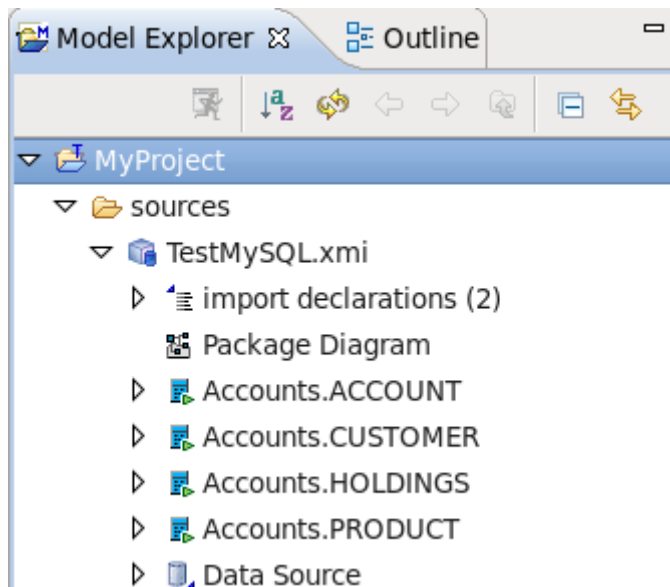 Model Explorer Outline
MyProject
sources
TestMySQL.xmi
import declarations (2)
Package Diagram
Accounts.ACCOUNT
Accounts.CUSTOMER
Accounts.HOLDINGS
Accounts.PRODUCT
Data Source